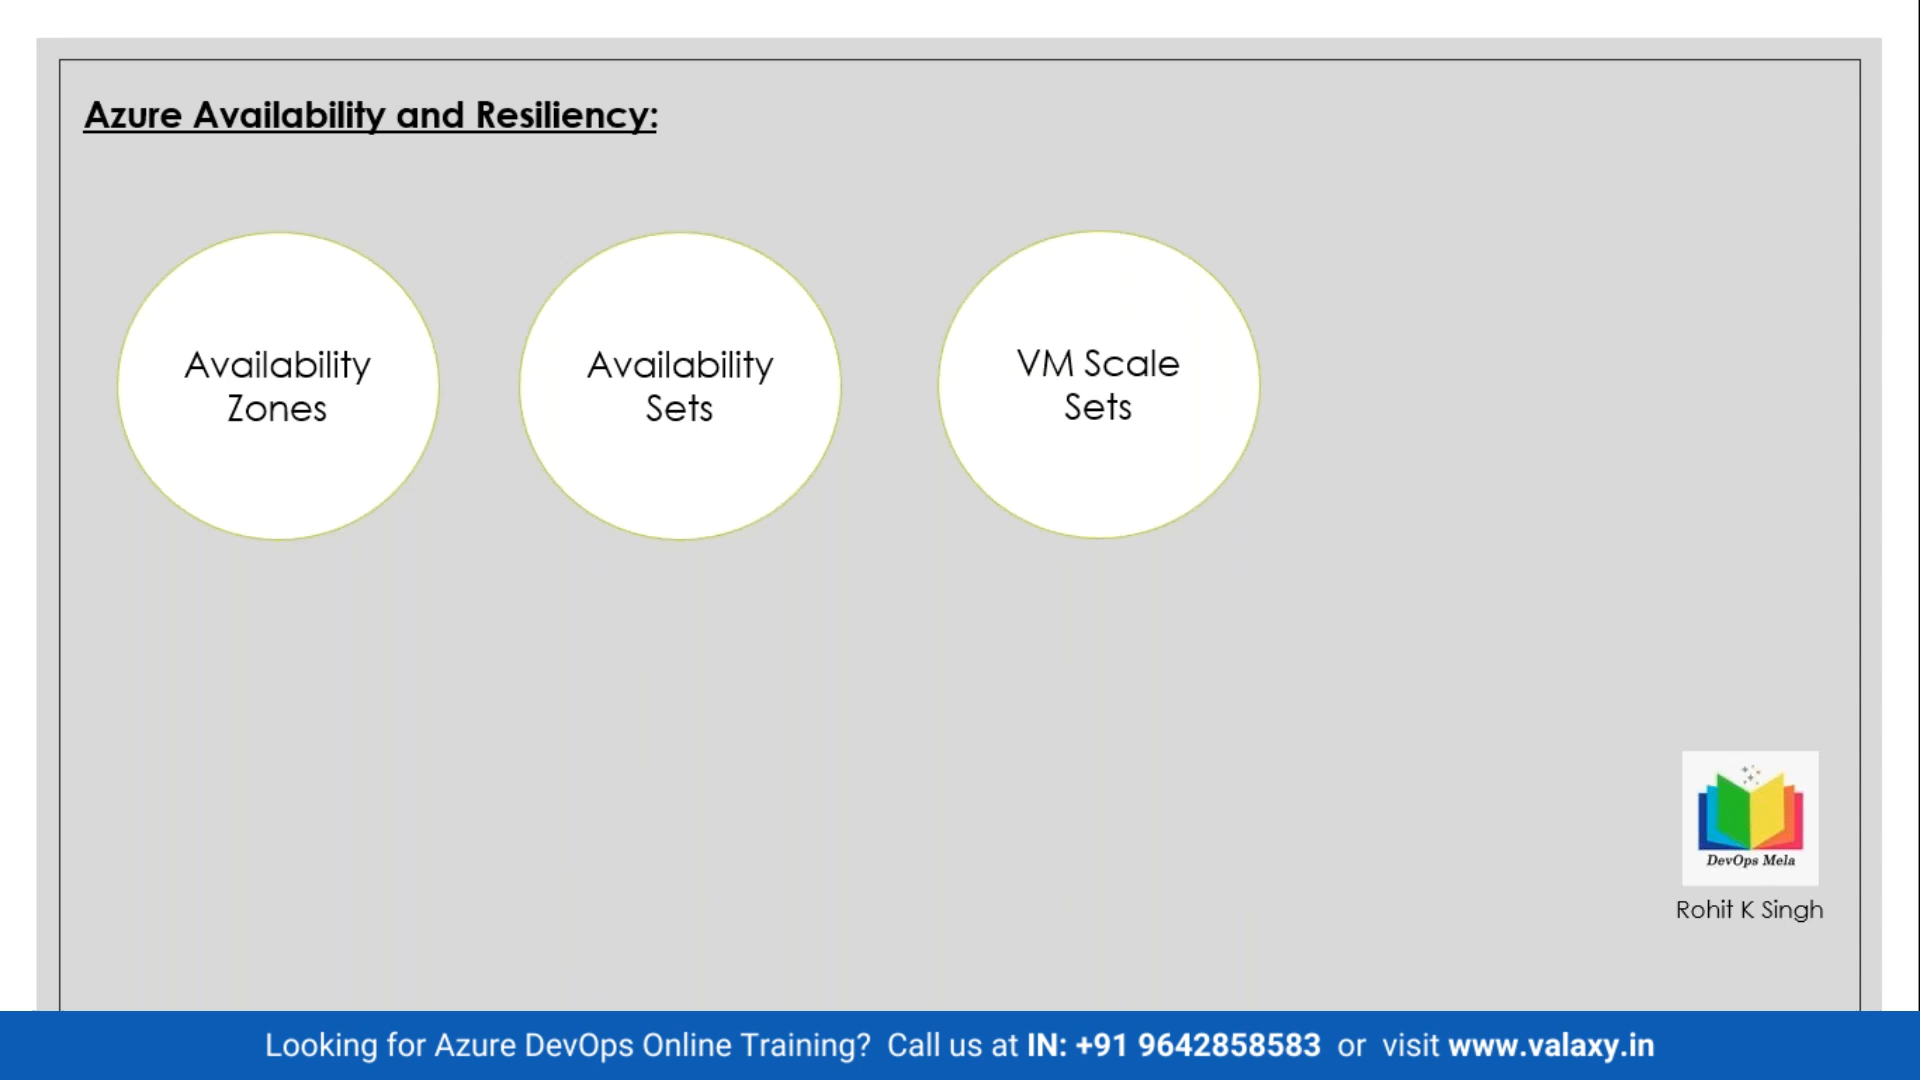 Azure Availability and Resiliency:
Availability
Zones
Availability
Sets
VM Scale
Sets
DevOps Mela
Rohit K Singh
Looking for Azure DevOps Online Training? Call us at IN: +91 9642858583 or visit www.valaxy.in